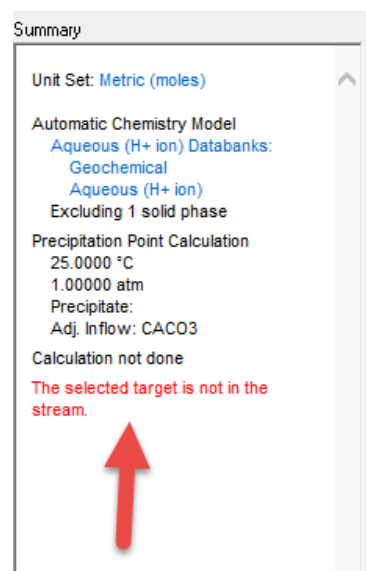 Summary
Unit Set: Metric (moles)
Automatic Chemistry Model
Aqueous (H+ ion) Databanks:
Geochemical
Aqueous (H+ ion)
Excluding 1 solid phase
Precipitation Point Calculation
25.0000 °C
1.00000 atm
Precipitate:
Adj. Inflow: CACO3
Calculation not done
The selected target is not in the
stream.